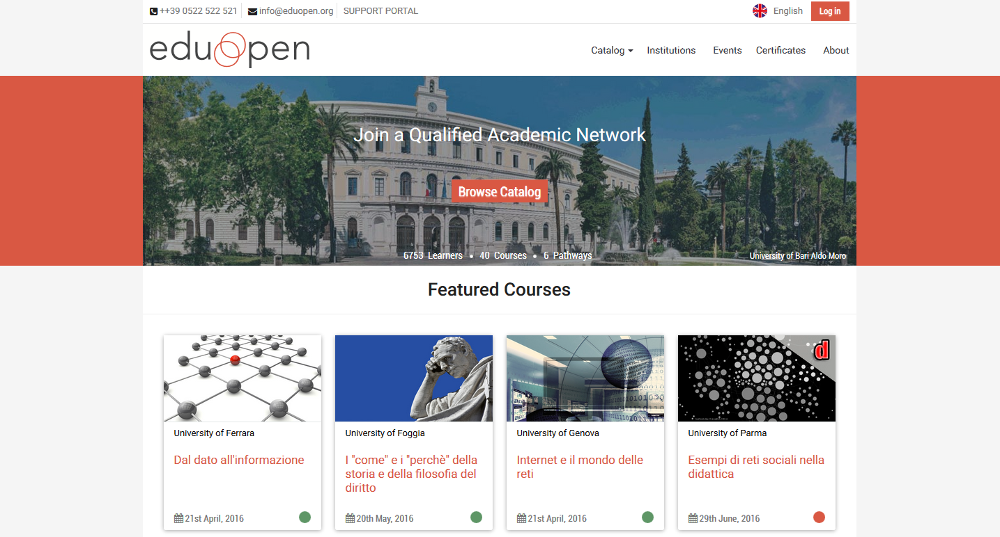 ++39 0522 522 521 info@eduopen.org SUPPORT PORTAL English Log in
eduOpen
Catalog Institutions Events Certificates About
Join a Qualified Academic Network
Browse Catalog
6753 Learners • 40 Courses • 6 Pathways
University of Bari Aldo Moro
Featured Courses
University of Ferrara
Dal dato all'informazione
21st April, 2016
University of Foggia
I "come" e i "perchè" della
storia e della filosofia del
diritto
20th May, 2016
University of Genova
Internet e il mondo delle
reti
21st April, 2016
d
University of Parma
Esempi di reti sociali nella
didattica
29th June, 2016